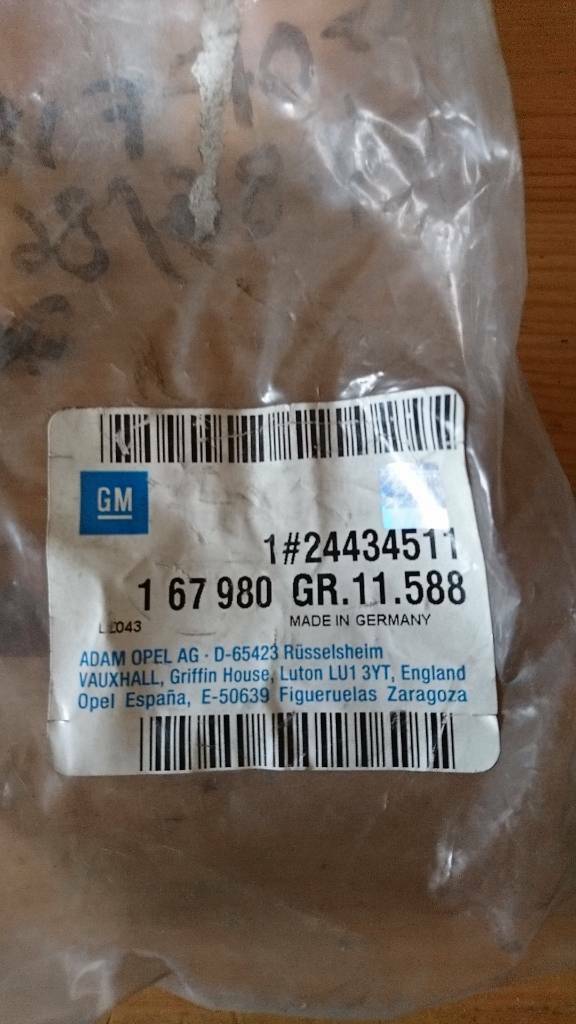 GM
1#24434511
1 67 980 GR.11.588
MADE IN GERMANY
ADAM OPEL AG · D-65423 Rüsselsheim
VAUXHALL, Griffin House, Luton LU1 3YT, England
Opel España, E-50639 Figueruelas Zaragoza